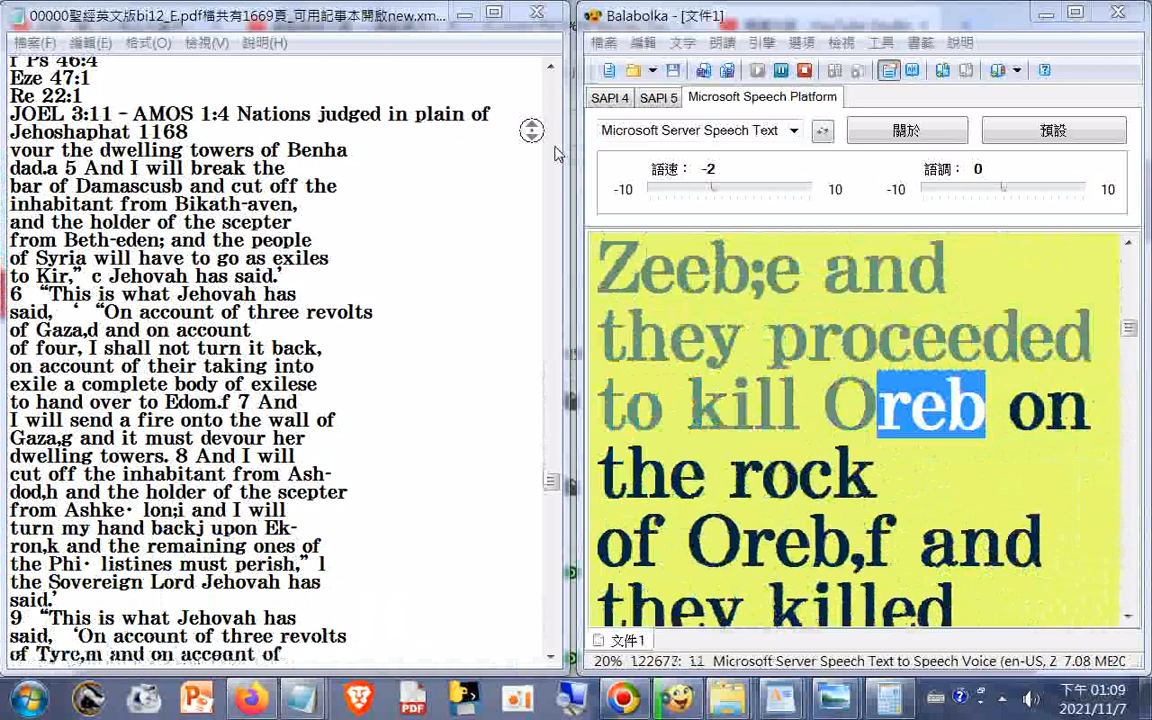 00000聖經英文版bi12_E.pdf檔共有1669頁_可用記事本開啟new.xm...
檔案(F) 編輯(E) 格式(O) 檢視(V) 說明(H)
r Ps 46:4
Eze 47:1
Re 22:1
JOEL 3:11 - AMOS 1:4 Nations judged in plain of
Jehoshaphat 1168
vour the dwelling towers of Benha
dad.a 5 And I will break the
bar of Damascusb and cut off the
inhabitant from Bikath-aven,
and the holder of the scepter
from Beth-eden; and the people
of Syria will have to go as exiles
to Kir,” c Jehovah has said.’
6 “This is what Jehovah has
said, ‘ “On account of three revolts
of Gaza,d and on account
of four, I shall not turn it back,
on account of their taking into
exile a complete body of exilese
to hand over to Edom.f 7 And
I will send a fire onto the wall of
Gaza,g and it must devour her
dwelling towers. 8 And I will
cut off the inhabitant from Ash-
dod,h and the holder of the scepter
from Ashke· lon;i and I will
turn my hand backj upon Ek-
ron,k and the remaining ones of
the Phi· listines must perish,” l
the Sovereign Lord Jehovah has
said.’
9 “This is what Jehovah has
said, ‘On account of three revolts
of Tyre,m and on account of
Balabolka - [文件1]
檔案 編輯 文字 朗讀 引擎 選項 檢視 工具 書籤 說明
SAPI 4 SAPI 5 Microsoft Speech Platform
Microsoft Server Speech Text 關於 預設
語速： -2 語調： 0
-10 10 -10 10
Zeeb;e and
they proceeded
to kill Oreb on
the rock
of Oreb,f and
they killed
文件1
20% 122677: 11 Microsoft Server Speech Text to Speech Voice (en-US, Z 7.08 ME
下午 01:09
2021/11/7